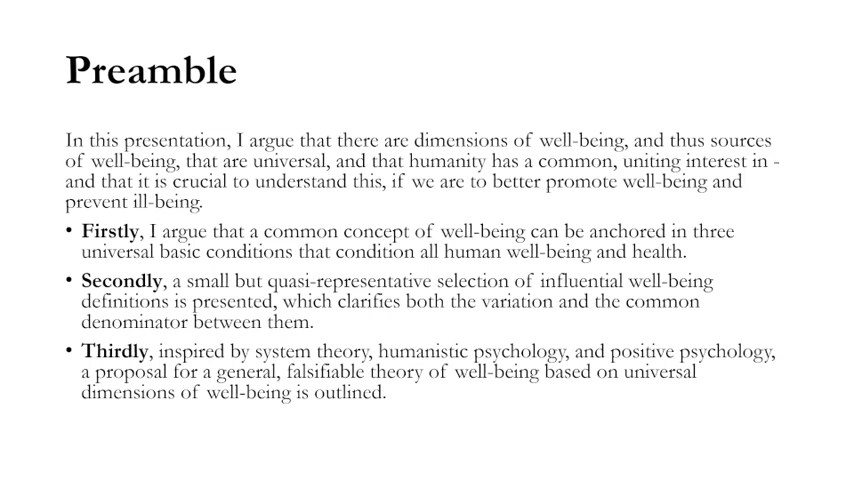 Preamble
In this presentation, I argue that there are dimensions of well-being, and thus sources
of well-being, that are universal, and that humanity has a common, uniting interest in -
and that it is crucial to understand this, if we are to better promote well-being and
prevent ill-being.
• Firstly, I argue that a common concept of well-being can be anchored in three
universal basic conditions that condition all human well-being and health.
• Secondly, a small but quasi-representative selection of influential well-being
definitions is presented, which clarifies both the variation and the common
denominator between them.
• Thirdly, inspired by system theory, humanistic psychology, and positive psychology,
a proposal for a general, falsifiable theory of well-being based on universal
dimensions of well-being is outlined.